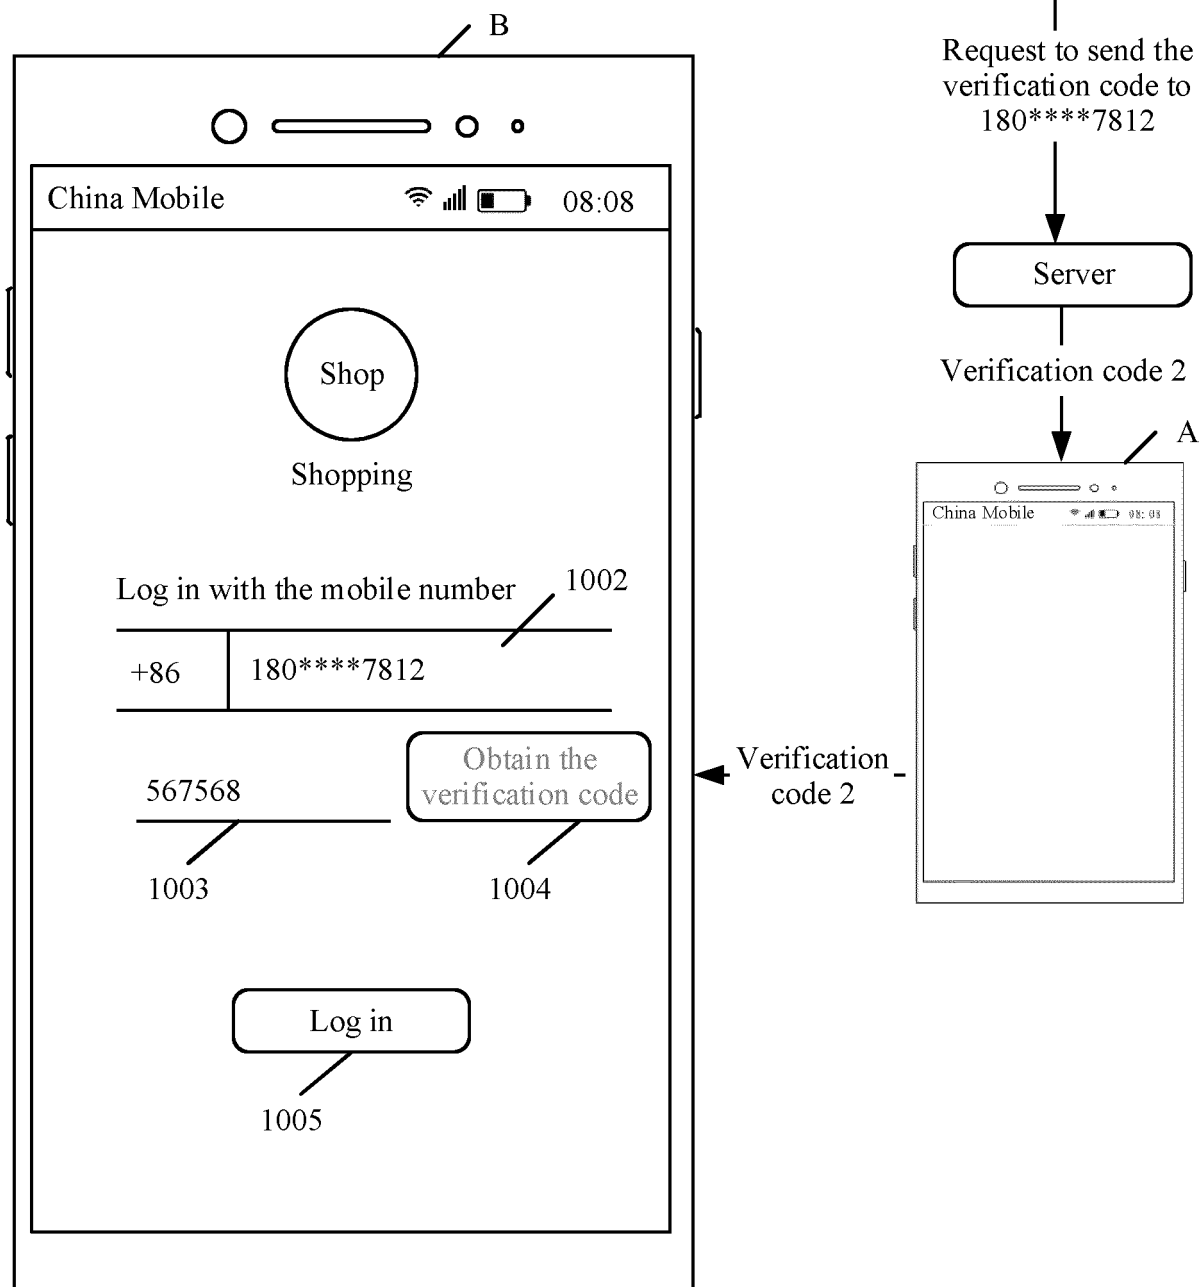 B
China Mobile 08:08
Shop
Shopping
Log in with the mobile number
1002
+86 180****7812
567568
Obtain the
verification code
1003
1004
Log in
1005
Request to send the
verification code to
180****7812
Server
Verification code 2
A
China Mobile 08:08
Verification
code 2